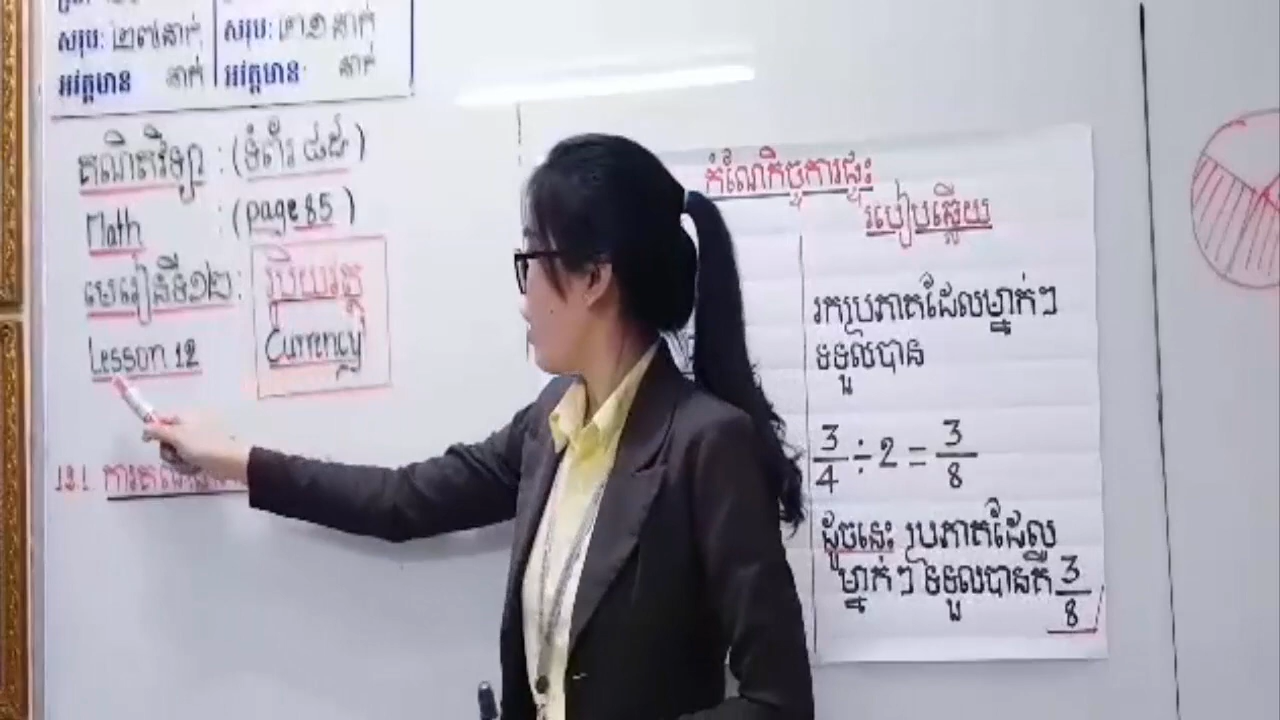 សរុប: ២៧នាក់ សរុប: ៣១ នាក់
អវត្តមាន នាក់ អវត្តមាន នាក់
គណិតវិទ្យា : (ទំព័រ ៨៥)
Math : (page 85)
មេរៀនទី១២: រូបិយវត្ថុ
Lesson 12 Currency
12.1
កំណែកិច្ចការផ្ទះ
របៀបឆ្លើយ
រកប្រភាគដែលម្នាក់ៗ
ទទួលបាន
3/4 ÷ 2 = 3/8
ដូចនេះ ប្រភាគដែល
ម្នាក់ៗ ទទួលបានគឺ 3/8